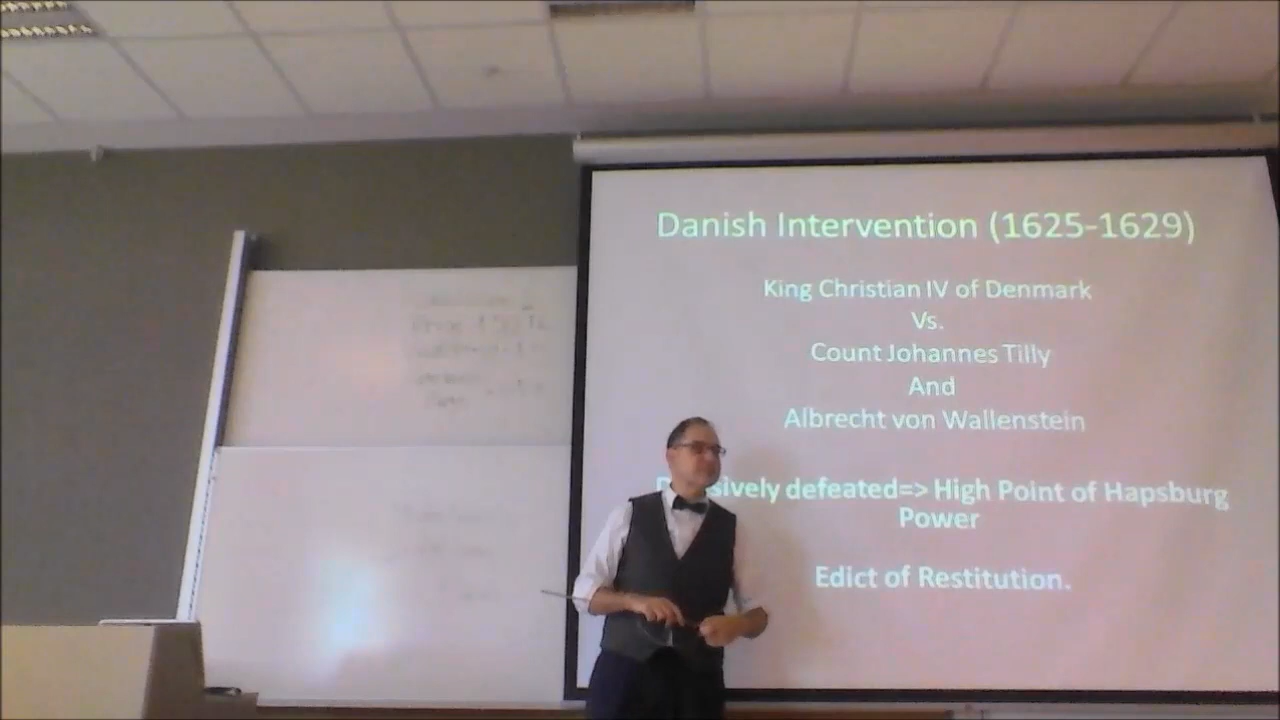 Danish Intervention (1625-1629)
King Christian IV of Denmark
Vs.
Count Johannes Tilly
And
Albrecht von Wallenstein
defeated=> High Point of Hapsburg
Power
Edict of Restitution.